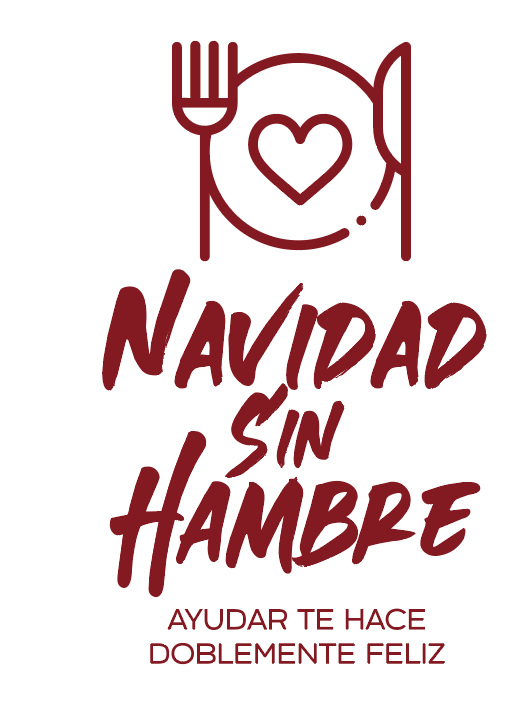 NAVIDAD
SIN
HAMBRE
AYUDAR TE HACE
DOBLEMENTE FELIZ